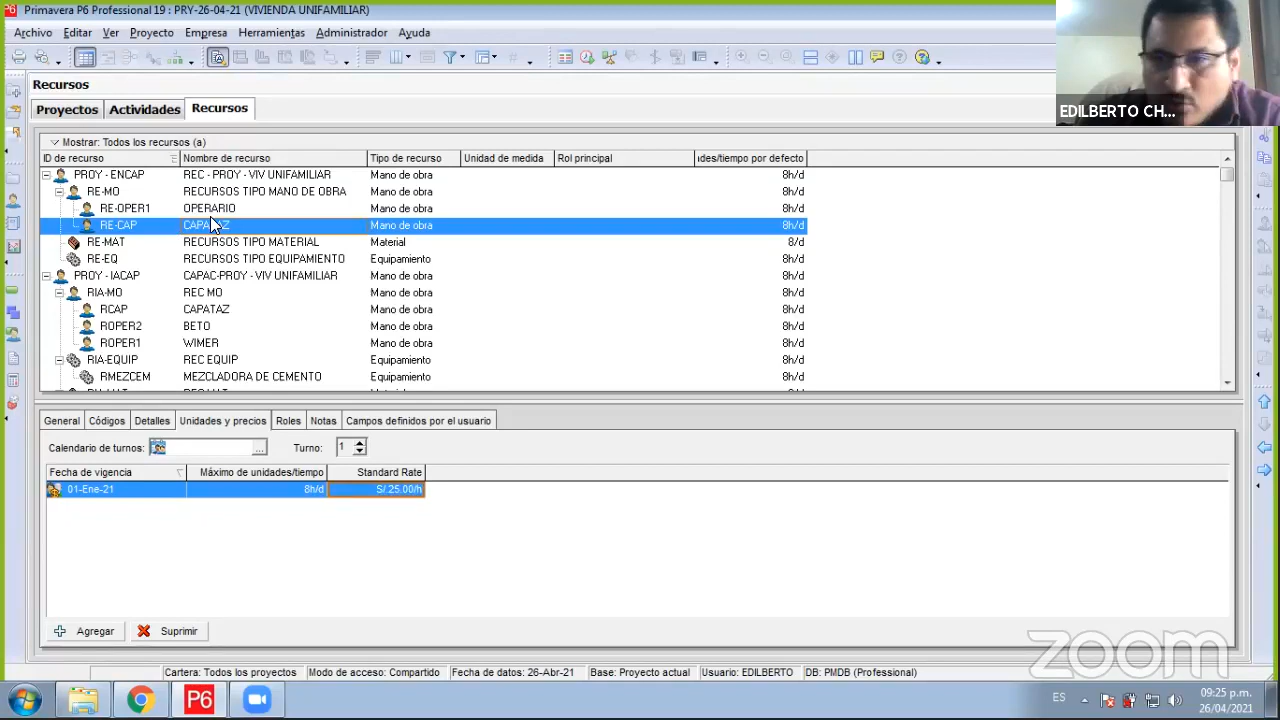 Primavera P6 Professional 19 : PRY-26-04-21 (VIVIENDA UNIFAMILIAR)
Archivo Editar Ver Proyecto Empresa Herramientas Administrador Ayuda
Recursos
EDILBERTO CH...
Proyectos Actividades Recursos
Mostrar: Todos los recursos (a)
ID de recurso Nombre de recurso Tipo de recurso Unidad de medida Rol principal ides/tiempo por defecto
PROY - ENCAP REC - PROY - VIV UNIFAMILIAR Mano de obra 8h/d
RE-MO RECURSOS TIPO MANO DE OBRA Mano de obra 8h/d
RE-OPER1 OPERARIO Mano de obra 8h/d
RE-CAP CAPATAZ Mano de obra 8h/d
RE-MAT RECURSOS TIPO MATERIAL Material 8/d
RE-EQ RECURSOS TIPO EQUIPAMIENTO Equipamiento 8h/d
PROY - IACAP CAPAC-PROY - VIV UNIFAMILIAR Mano de obra 8h/d
RIA-MO REC MO Mano de obra 8h/d
RCAP CAPATAZ Mano de obra 8h/d
ROPER2 BETO Mano de obra 8h/d
ROPER1 WIMER Mano de obra 8h/d
RIA-EQUIP REC EQUIP Equipamiento 8h/d
RMEZCEM MEZCLADORA DE CEMENTO Equipamiento 8h/d
General Códigos Detalles Unidades y precios Roles Notas Campos definidos por el usuario
Calendario de turnos: ... Turno: 1
Fecha de vigencia Máximo de unidades/tiempo Standard Rate
01-Ene-21 8h/d S/.25.00/h
Agregar Suprimir
zoom
Cartera: Todos los proyectos Modo de acceso: Compartido Fecha de datos: 26-Abr-21 Base: Proyecto actual Usuario: EDILBERTO DB: PMDB (Professional)
P6 ES 09:25 p.m.
26/04/2021